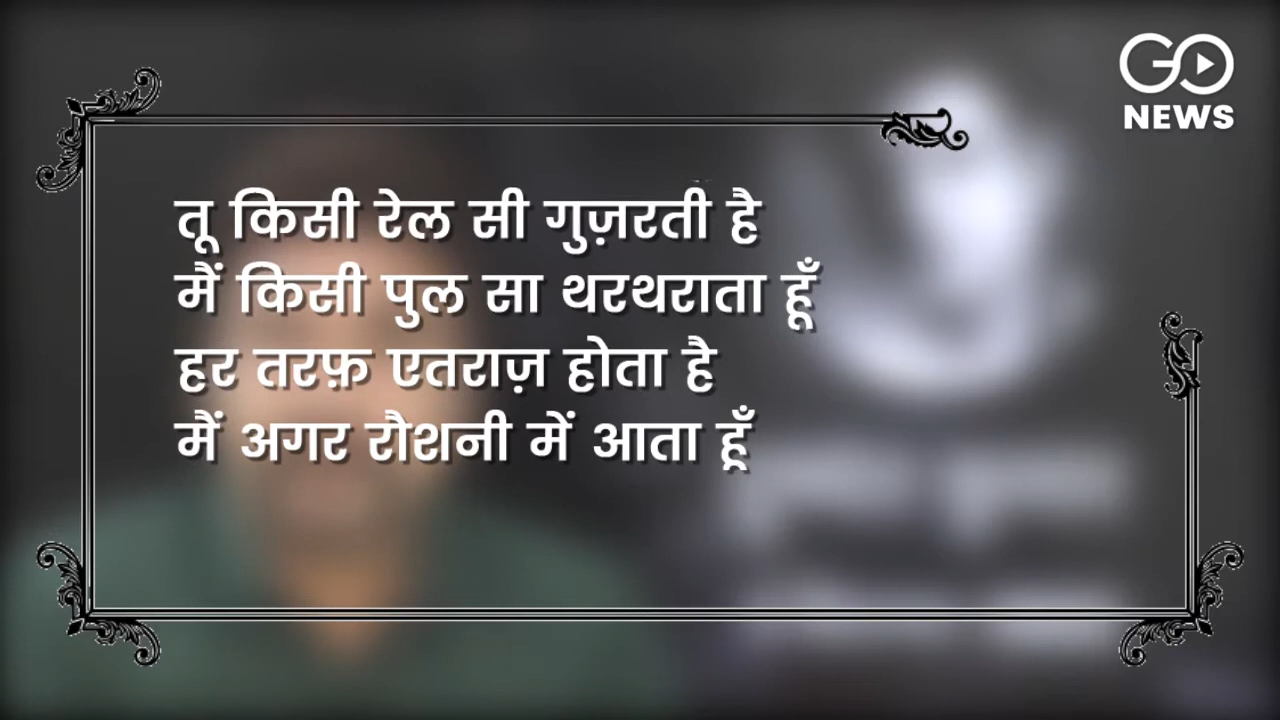 GO
NEWS
तू किसी रेल सी गुज़रती है
मैं किसी पुल सा थरथराता हूँ
हर तरफ़ एतराज़ होता है
मैं अगर रौशनी में आता हूँ